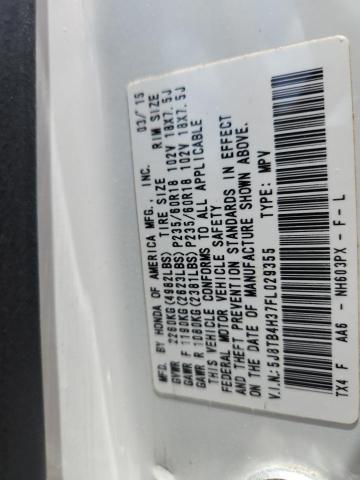 MFD. BY HONDA OF AMERICA MFG., INC. 03/ 15
TIRE SIZE RIM SIZE
GVWR 2260KG(4982LBS)
GAWR F 1190KG(2623LBS)P235/60R18 102V 18X7.5J
GAWR R 1080KG(2381LBS)P235/60R18 102V 18X7.5J
THIS VEHICLE CONFORMS TO ALL APPLICABLE
FEDERAL MOTOR VEHICLE SAFETY
AND THEFT PREVENTION STANDARDS IN EFFECT
ON THE DATE OF MANUFACTURE SHOWN ABOVE.
V.I.N.:5J8TB4H37FL029355 TYPE: MPV
TX4 F AA6 - NH603PX - F - L